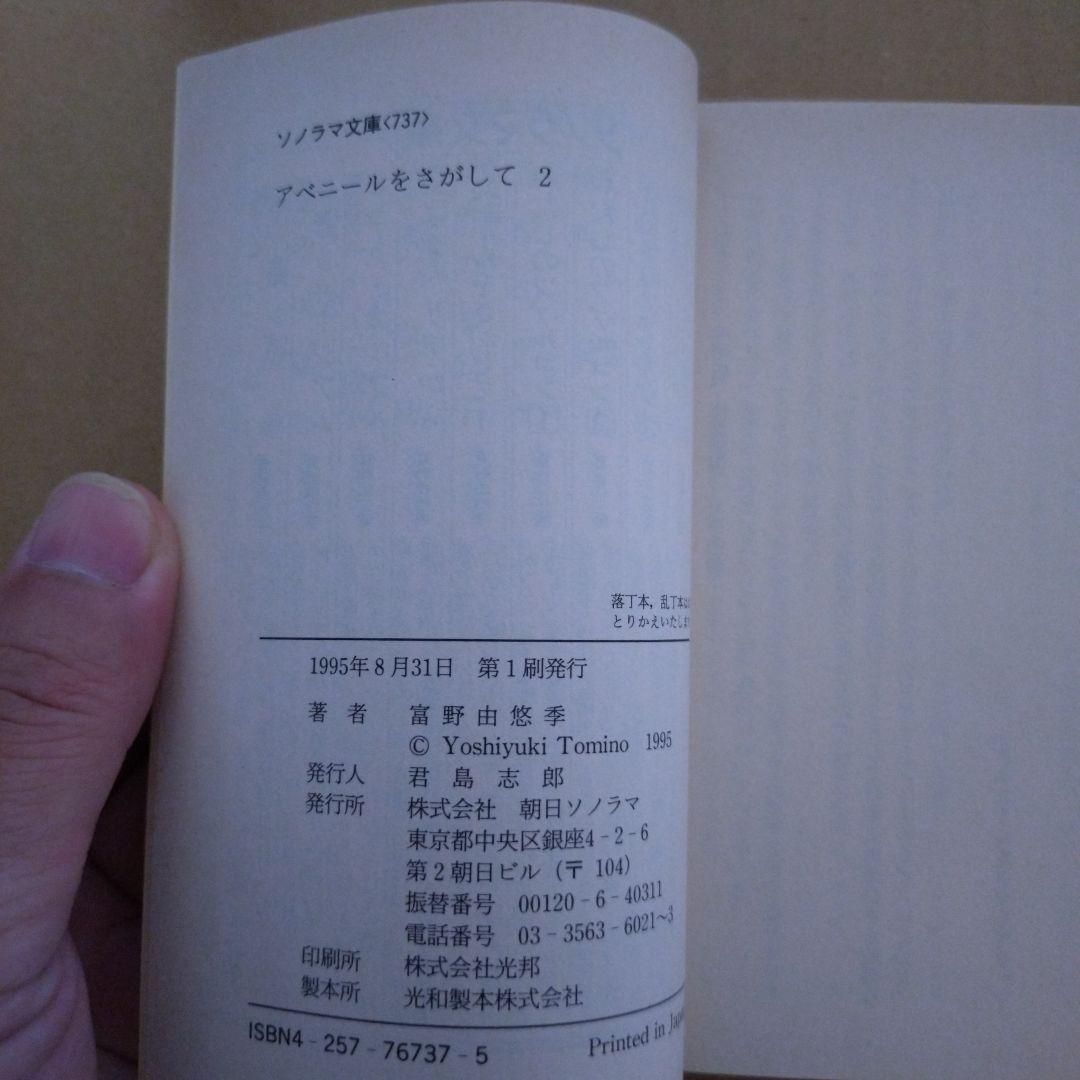 ソノラマ文庫〈737〉
アベニールをさがして 2
落丁本,乱丁本は
とりかえいたしま
1995年8月31日 第1刷発行
著者 富野由悠季
© Yoshiyuki Tomino 1995
発行人 君島志郎
発行所 株式会社 朝日ソノラマ
東京都中央区銀座4-2-6
第2朝日ビル(〒104)
振替番号 00120-6-40311
電話番号 03-3563-6021~3
印刷所 株式会社光邦
製本所 光和製本株式会社
ISBN4-257-76737-5 Printed in Japa